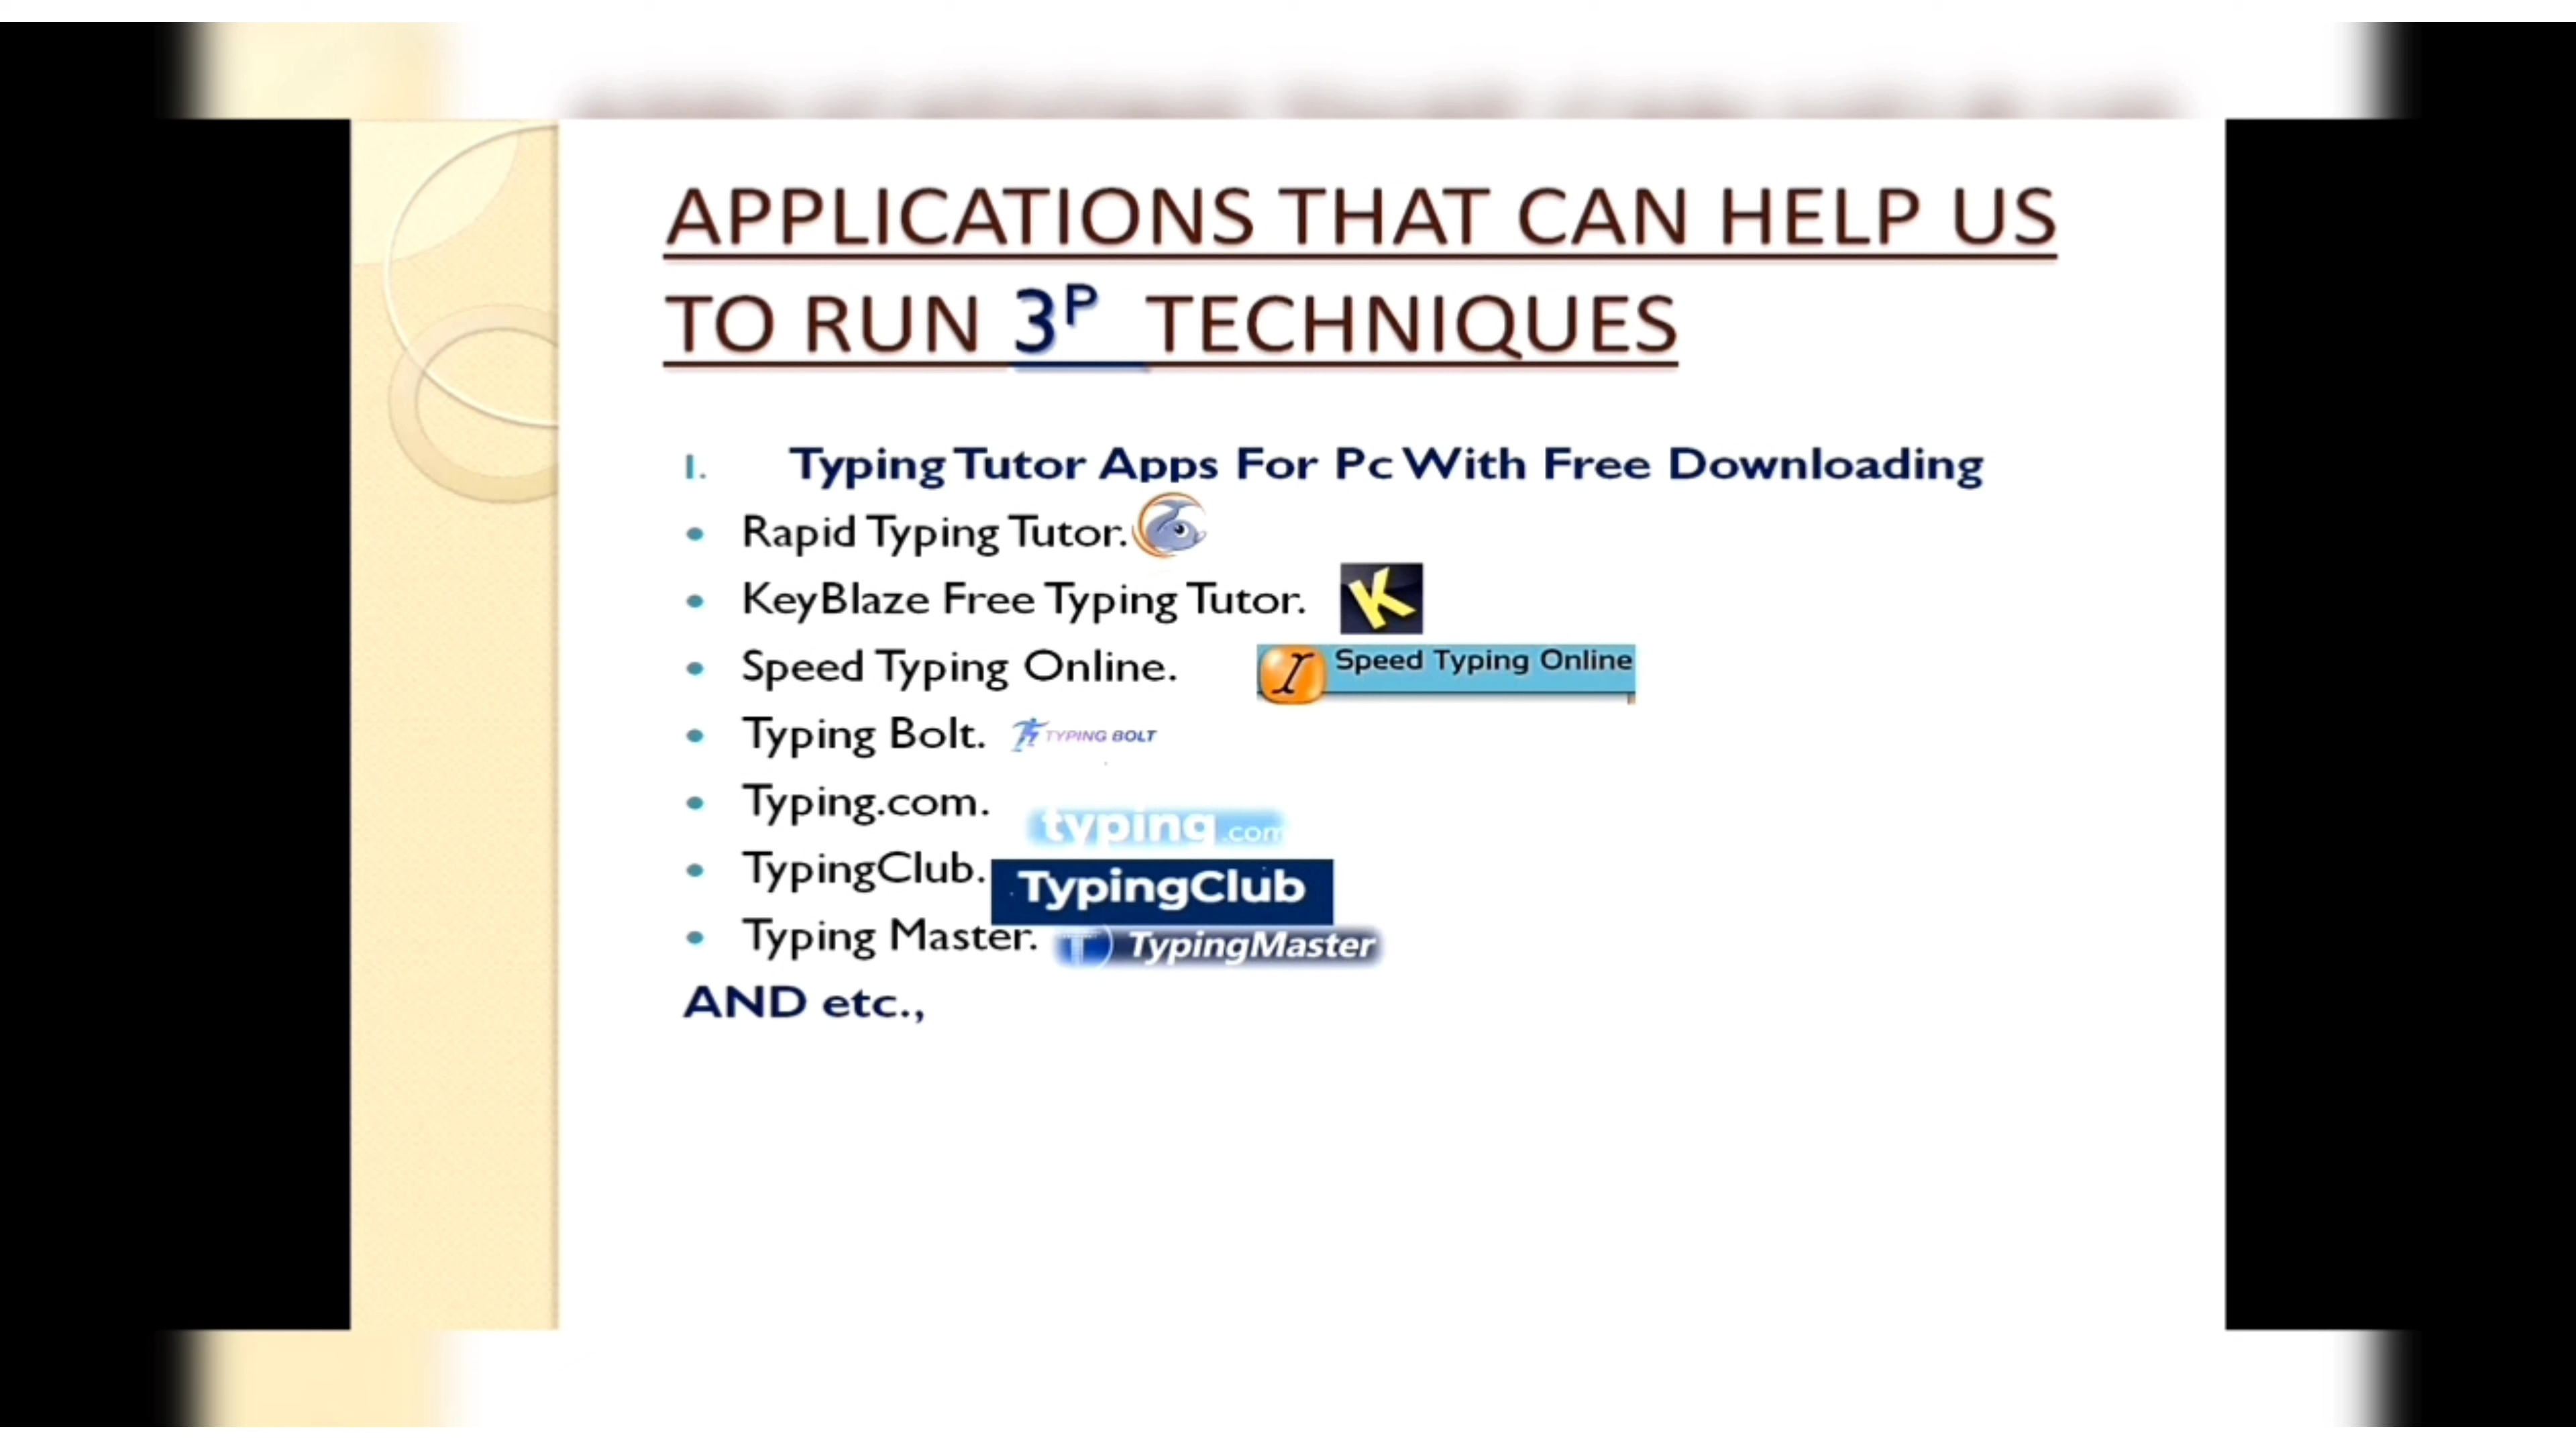 APPLICATIONS THAT CAN HELP US
TO RUN 3ᴾ TECHNIQUES
I. Typing Tutor Apps For Pc With Free Downloading
• Rapid Typing Tutor.
• KeyBlaze Free Typing Tutor. K
• Speed Typing Online. Speed Typing Online
• Typing Bolt. TYPING BOLT
• Typing.com. typing.com
• TypingClub. TypingClub
• Typing Master. T TypingMaster
AND etc.,